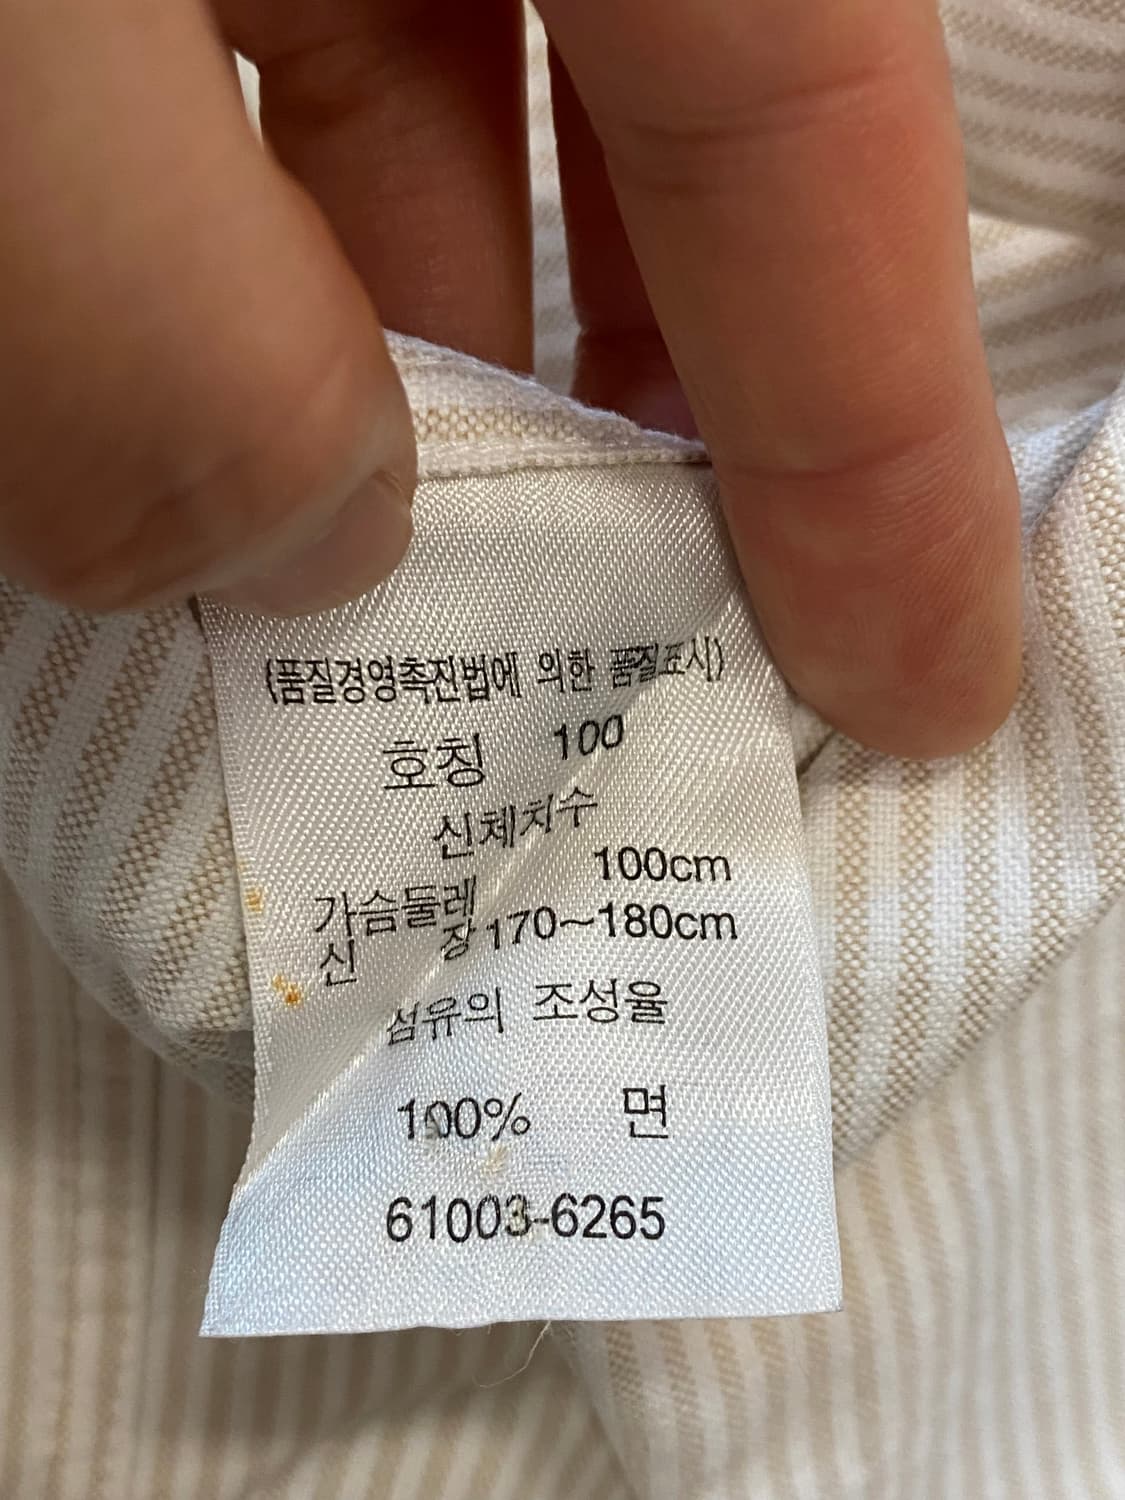 (품질경영촉진법에 의한 품질표시)
호칭 100
신체치수
가슴둘레 100cm
신 장 170~180cm
섬유의 조성율
100% 면
61003-6265